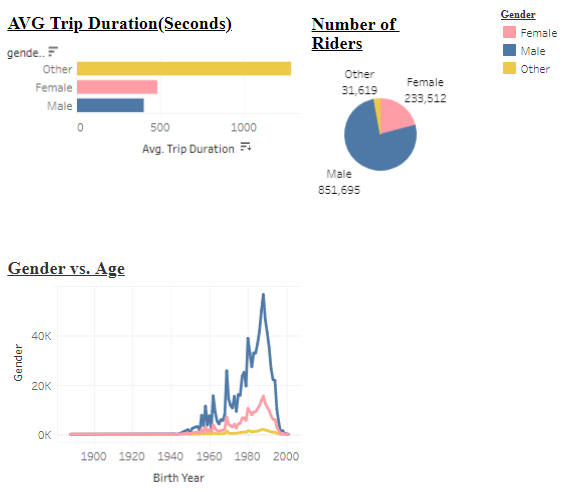 AVG Trip Duration(Seconds)
gende..
Other
Female
Male
0 500 1000
Avg. Trip Duration
Number of
Riders
Other
31,619
Female
233,512
Male
851,695
Gender
Female
Male
Other
Gender vs. Age
Gender
40K
20K
0K
1900 1920 1940 1960 1980 2000
Birth Year